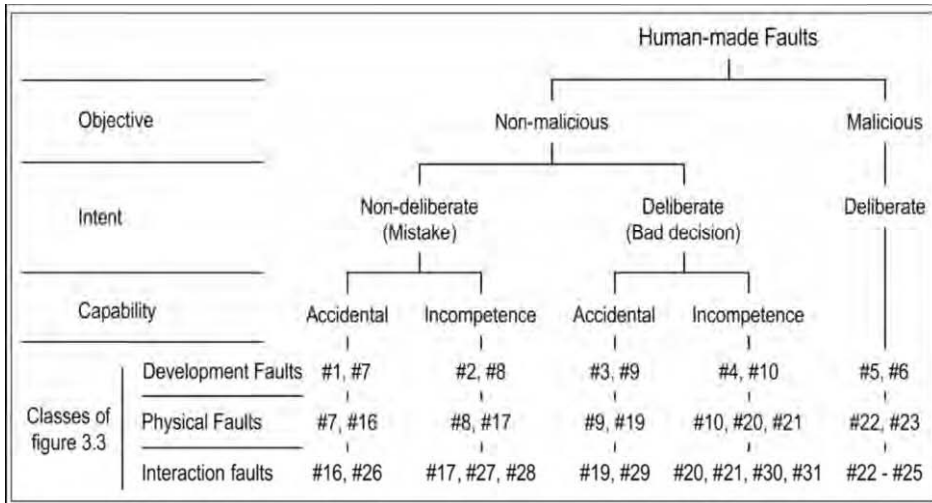 Human-made Faults
Objective
Non-malicious
Malicious
Intent
Non-deliberate
(Mistake)
Deliberate
(Bad decision)
Deliberate
Capability
Accidental
Incompetence
Accidental
Incompetence
Classes of
figure 3.3
Development Faults #1, #7 #2, #8 #3, #9 #4, #10 #5, #6
Physical Faults #7, #16 #8, #17 #9, #19 #10, #20, #21 #22, #23
Interaction faults #16, #26 #17, #27, #28 #19, #29 #20, #21, #30, #31 #22 - #25